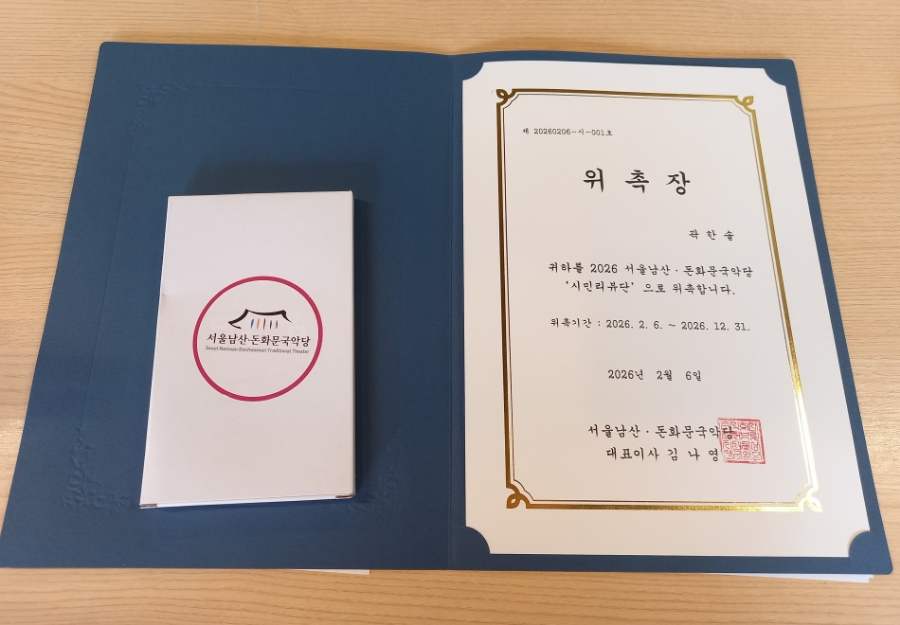 서울남산·돈화문국악당
Seoul Namsan·Donhwamun Traditional Theater
제 20260206-시-001호
위 촉 장
곽 한 솔
귀하를 2026 서울남산·돈화문국악당
'시민리뷰단' 으로 위촉합니다.
위촉기간 : 2026. 2. 6. ~ 2026. 12. 31.
2026년 2월 6일
서울남산·돈화문국악당
대표이사 김 나 영